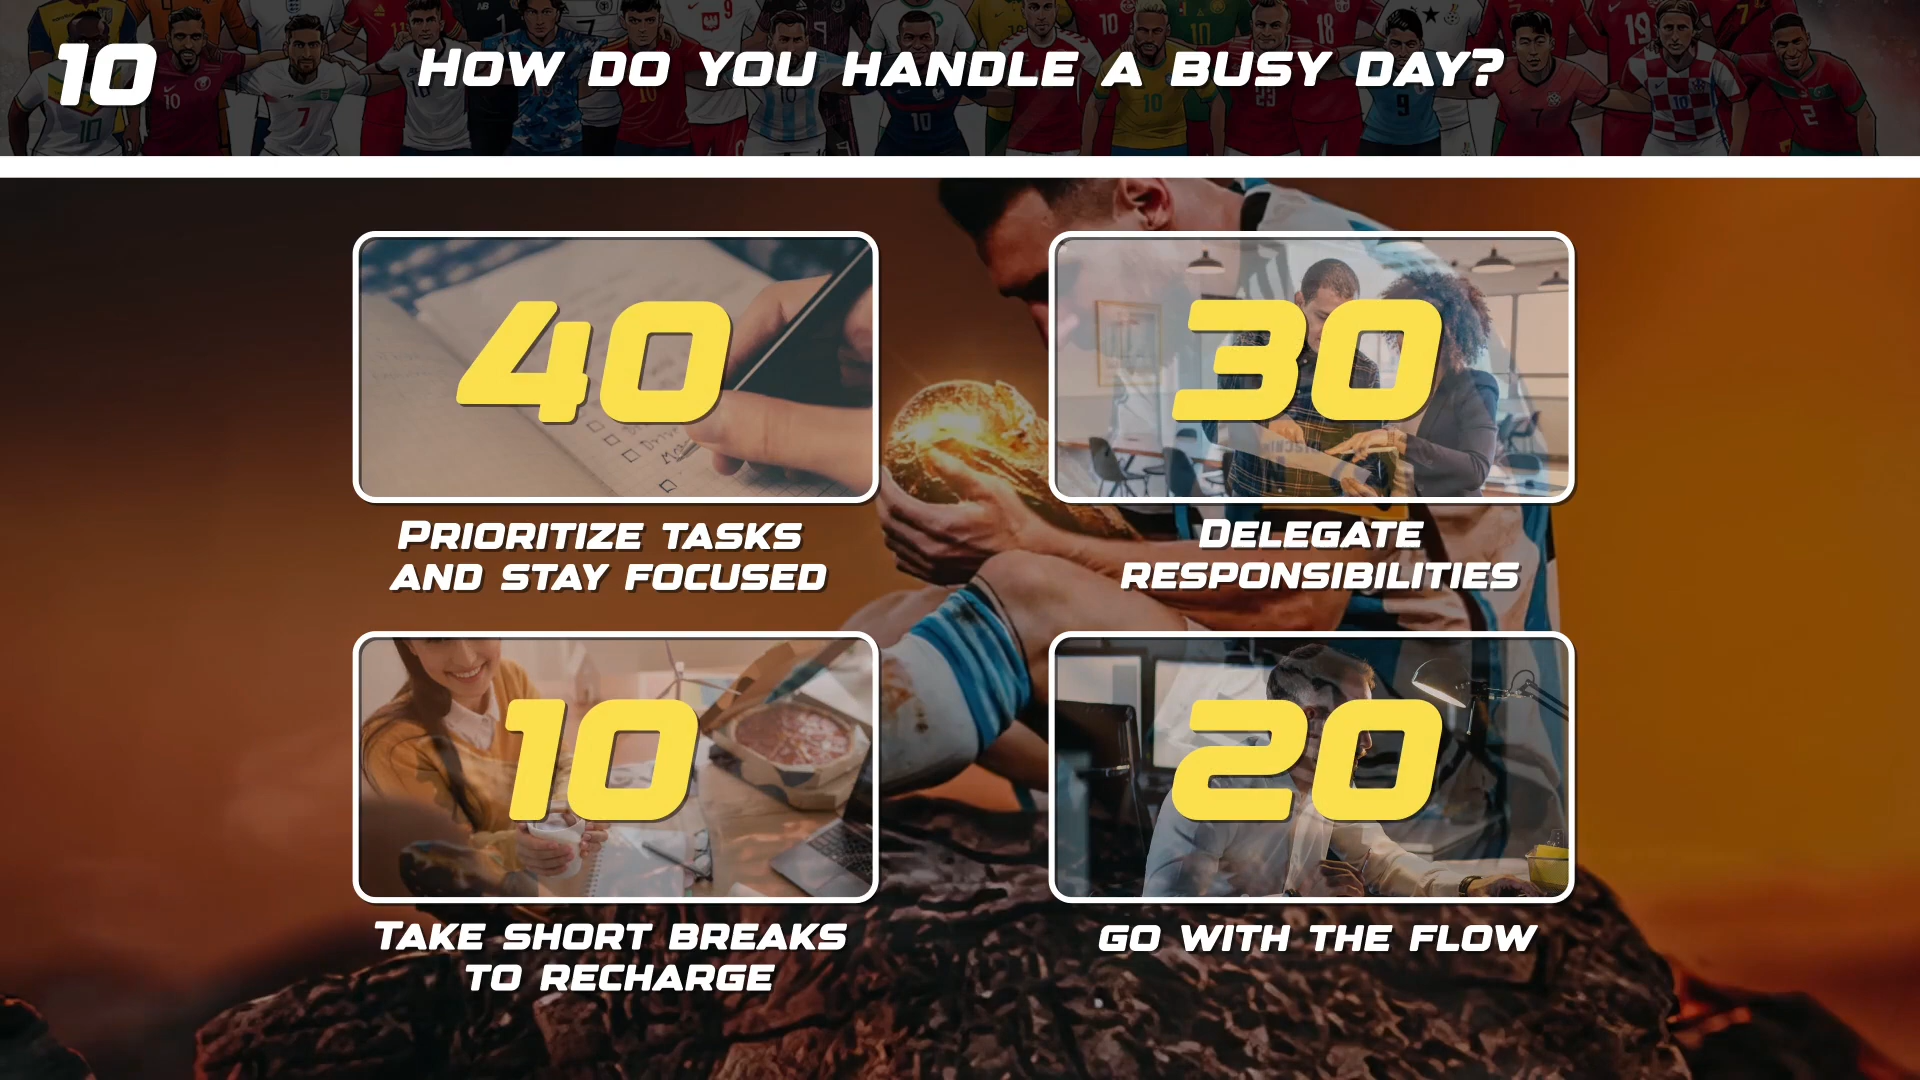 10
HOW DO YOU HANDLE A BUSY DAY?
40
30
PRIORITIZE TASKS
AND STAY FOCUSED
DELEGATE
RESPONSIBILITIES
10
20
TAKE SHORT BREAKS
TO RECHARGE
GO WITH THE FLOW